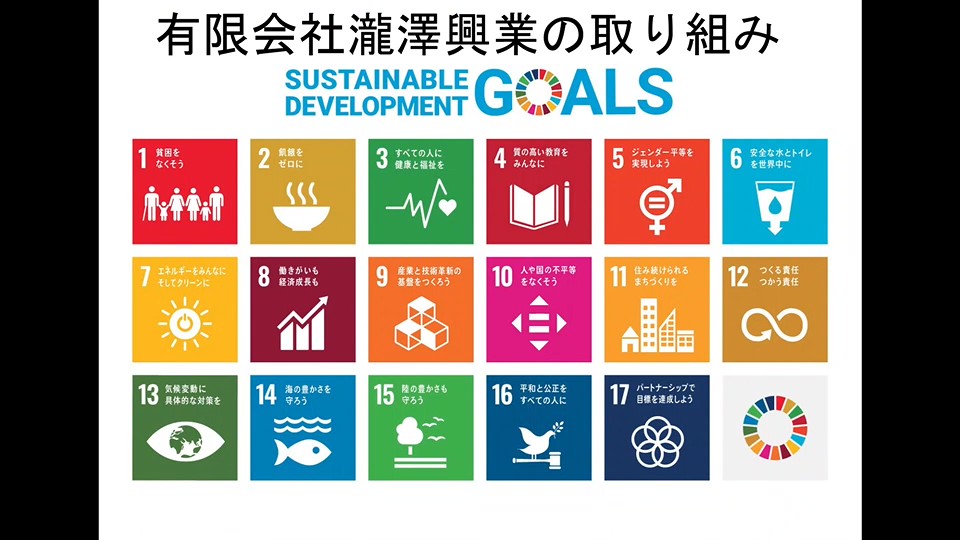 有限会社瀧澤興業の取り組み
SUSTAINABLE
DEVELOPMENT
GOALS
1 貧困を
なくそう
2 飢餓を
ゼロに
3 すべての人に
健康と福祉を
4 質の高い教育を
みんなに
5 ジェンダー平等を
実現しよう
6 安全な水とトイレ
を世界中に
7 エネルギーをみんなに
そしてクリーンに
8 働きがいも
経済成長も
9 産業と技術革新の
基盤をつくろう
10 人や国の不平等
をなくそう
11 住み続けられる
まちづくりを
12 つくる責任
つかう責任
13 気候変動に
具体的な対策を
14 海の豊かさを
守ろう
15 陸の豊かさも
守ろう
16 平和と公正を
すべての人に
17 パートナーシップで
目標を達成しよう